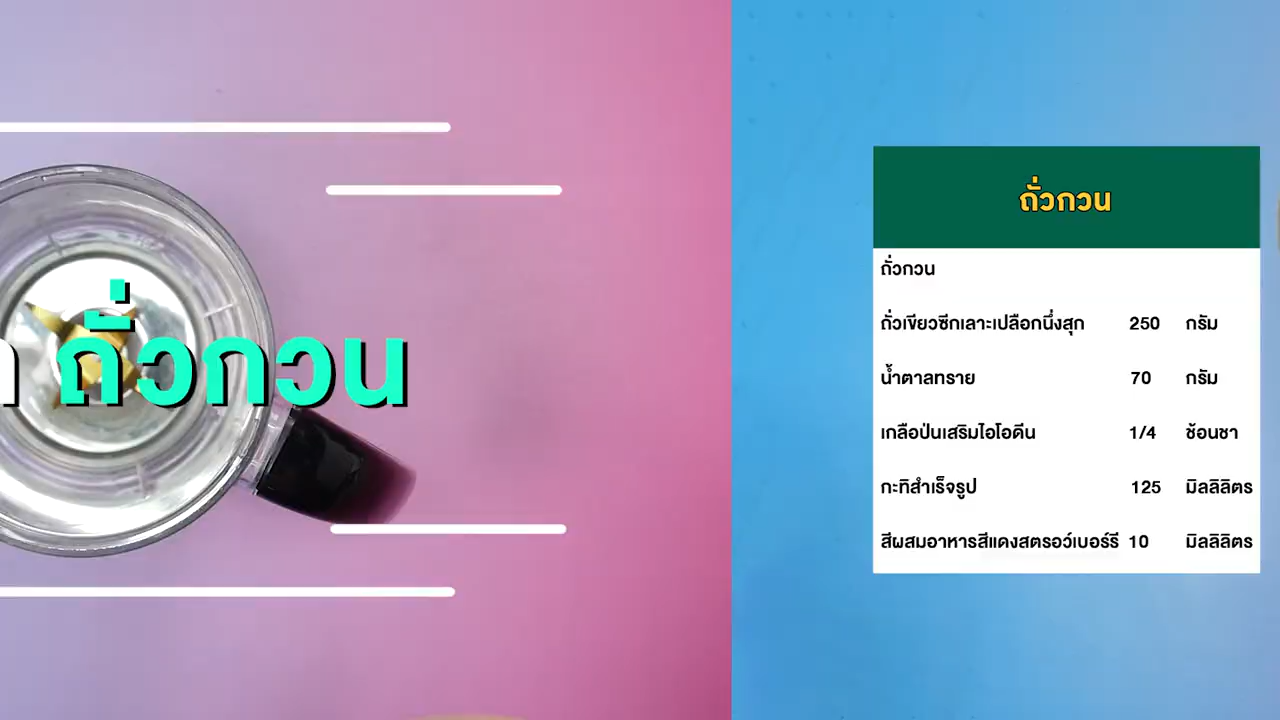 ถั่วกวน
ถั่วกวน
ถั่วกวน
ถั่วเขียวซีกเลาะเปลือกนึ่งสุก 250 กรัม
น้ำตาลทราย 70 กรัม
เกลือป่นเสริมไอโอดีน 1/4 ช้อนชา
กะทิสำเร็จรูป 125 มิลลิลิตร
สีผสมอาหารสีแดงสตรอว์เบอร์รี 10 มิลลิลิตร